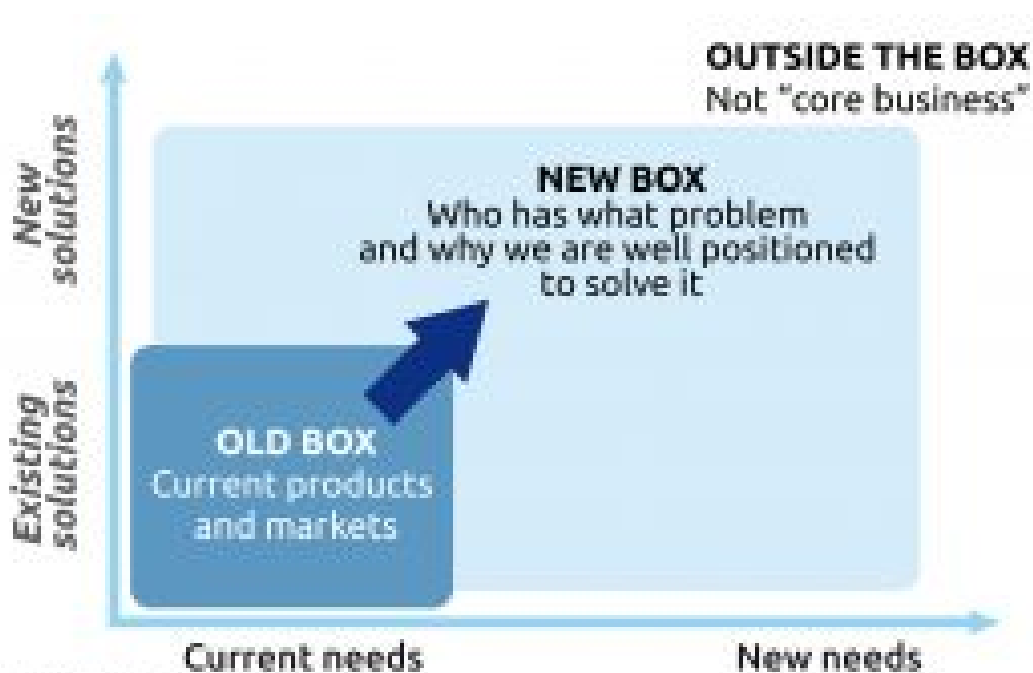 OUTSIDE THE BOX
Not "core business"
New
solutions
NEW BOX
Who has what problem
and why we are well positioned
to solve it
Existing
solutions
OLD BOX
Current products
and markets
Current needs
New needs